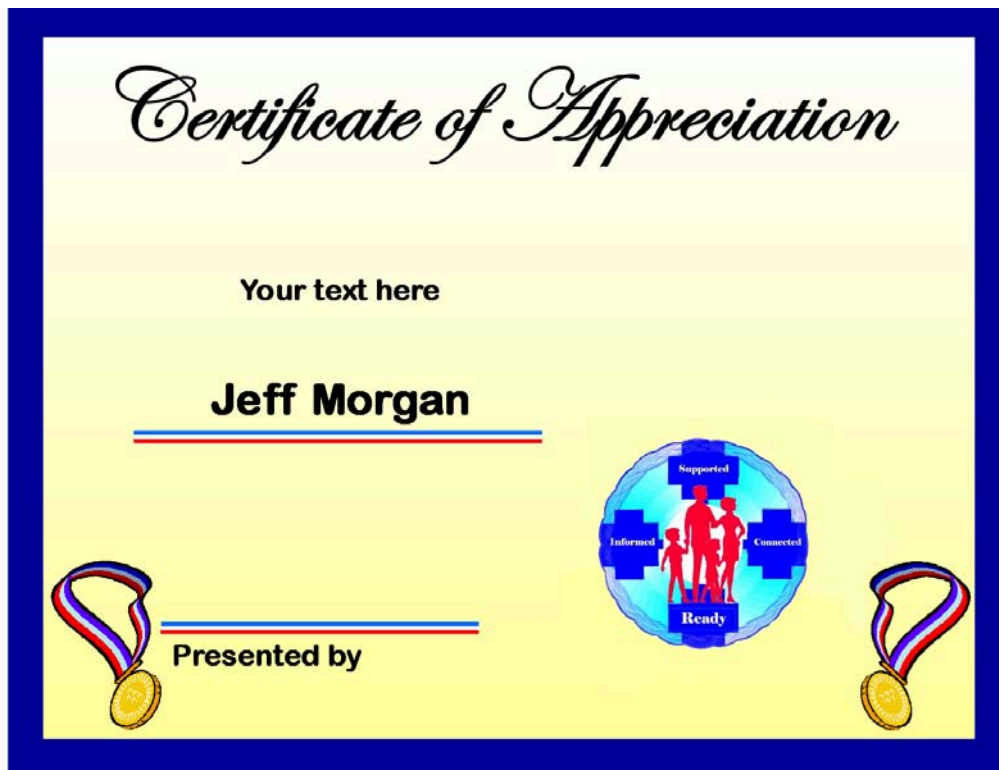 Certificate of Appreciation
Your text here
Jeff Morgan
Supported
Informed
Connected
Ready
Presented by